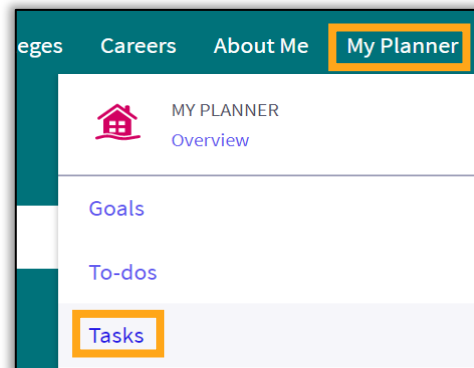 eges Careers About Me My Planner
MY PLANNER
Overview
Goals
To-dos
Tasks